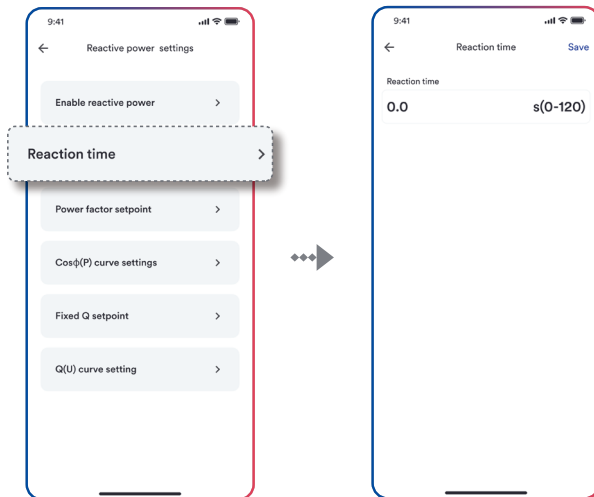 9:41
Reactive power settings
Enable reactive power
Reaction time
Power factor setpoint
Cosϕ(P) curve settings
Fixed Q setpoint
Q(U) curve setting
9:41
Reaction time Save
Reaction time
0.0 s(0-120)